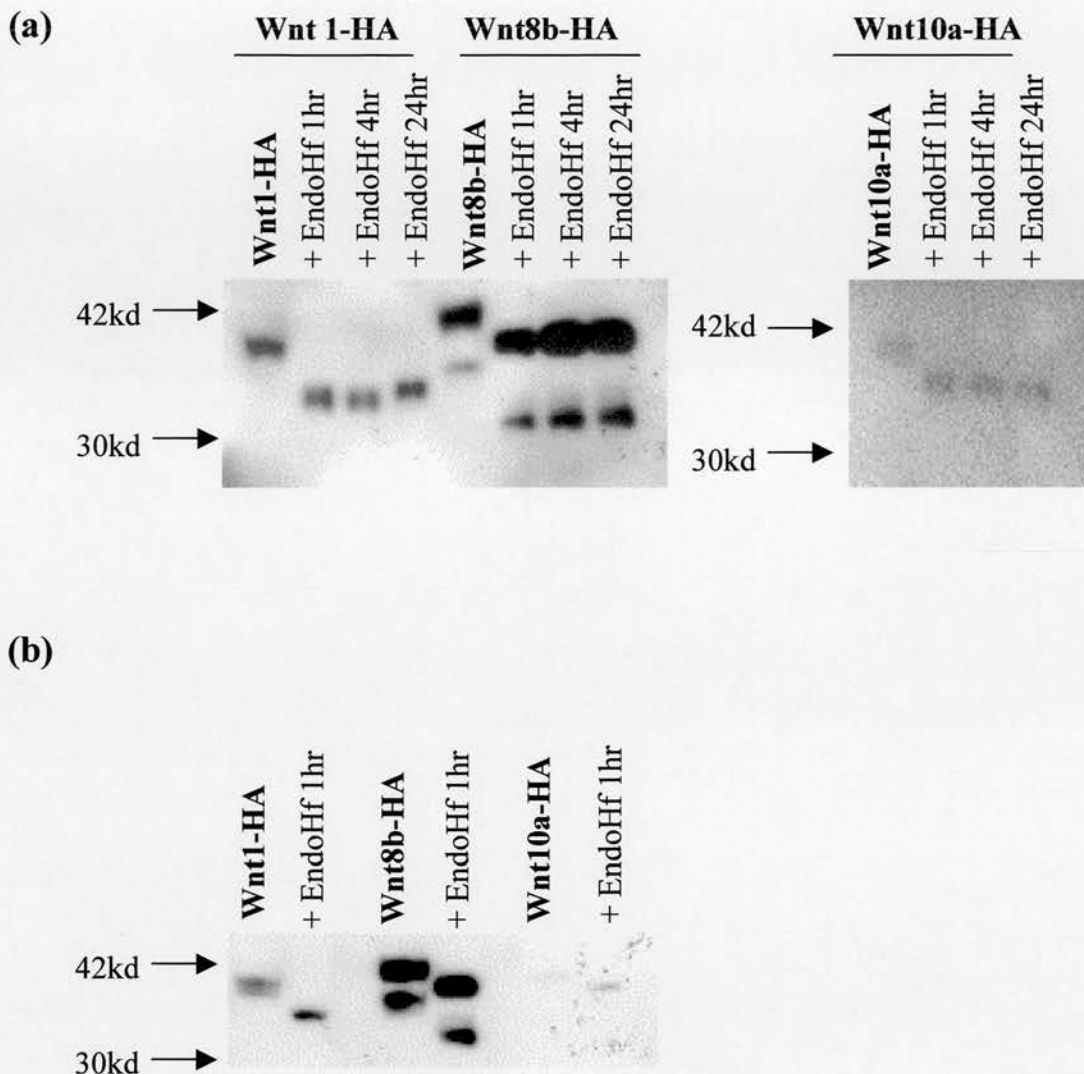 (a)
Wnt 1-HA
Wnt8b-HA
Wnt10a-HA
Wnt1-HA
+ EndoHf 1hr
+ EndoHf 4hr
+ EndoHf 24hr
Wnt8b-HA
+ EndoHf 1hr
+ EndoHf 4hr
+ EndoHf 24hr
Wnt10a-HA
+ EndoHf 1hr
+ EndoHf 4hr
+ EndoHf 24hr
42kd
30kd
42kd
30kd
(b)
Wnt1-HA
+ EndoHf 1hr
Wnt8b-HA
+ EndoHf 1hr
Wnt10a-HA
+ EndoHf 1hr
42kd
30kd